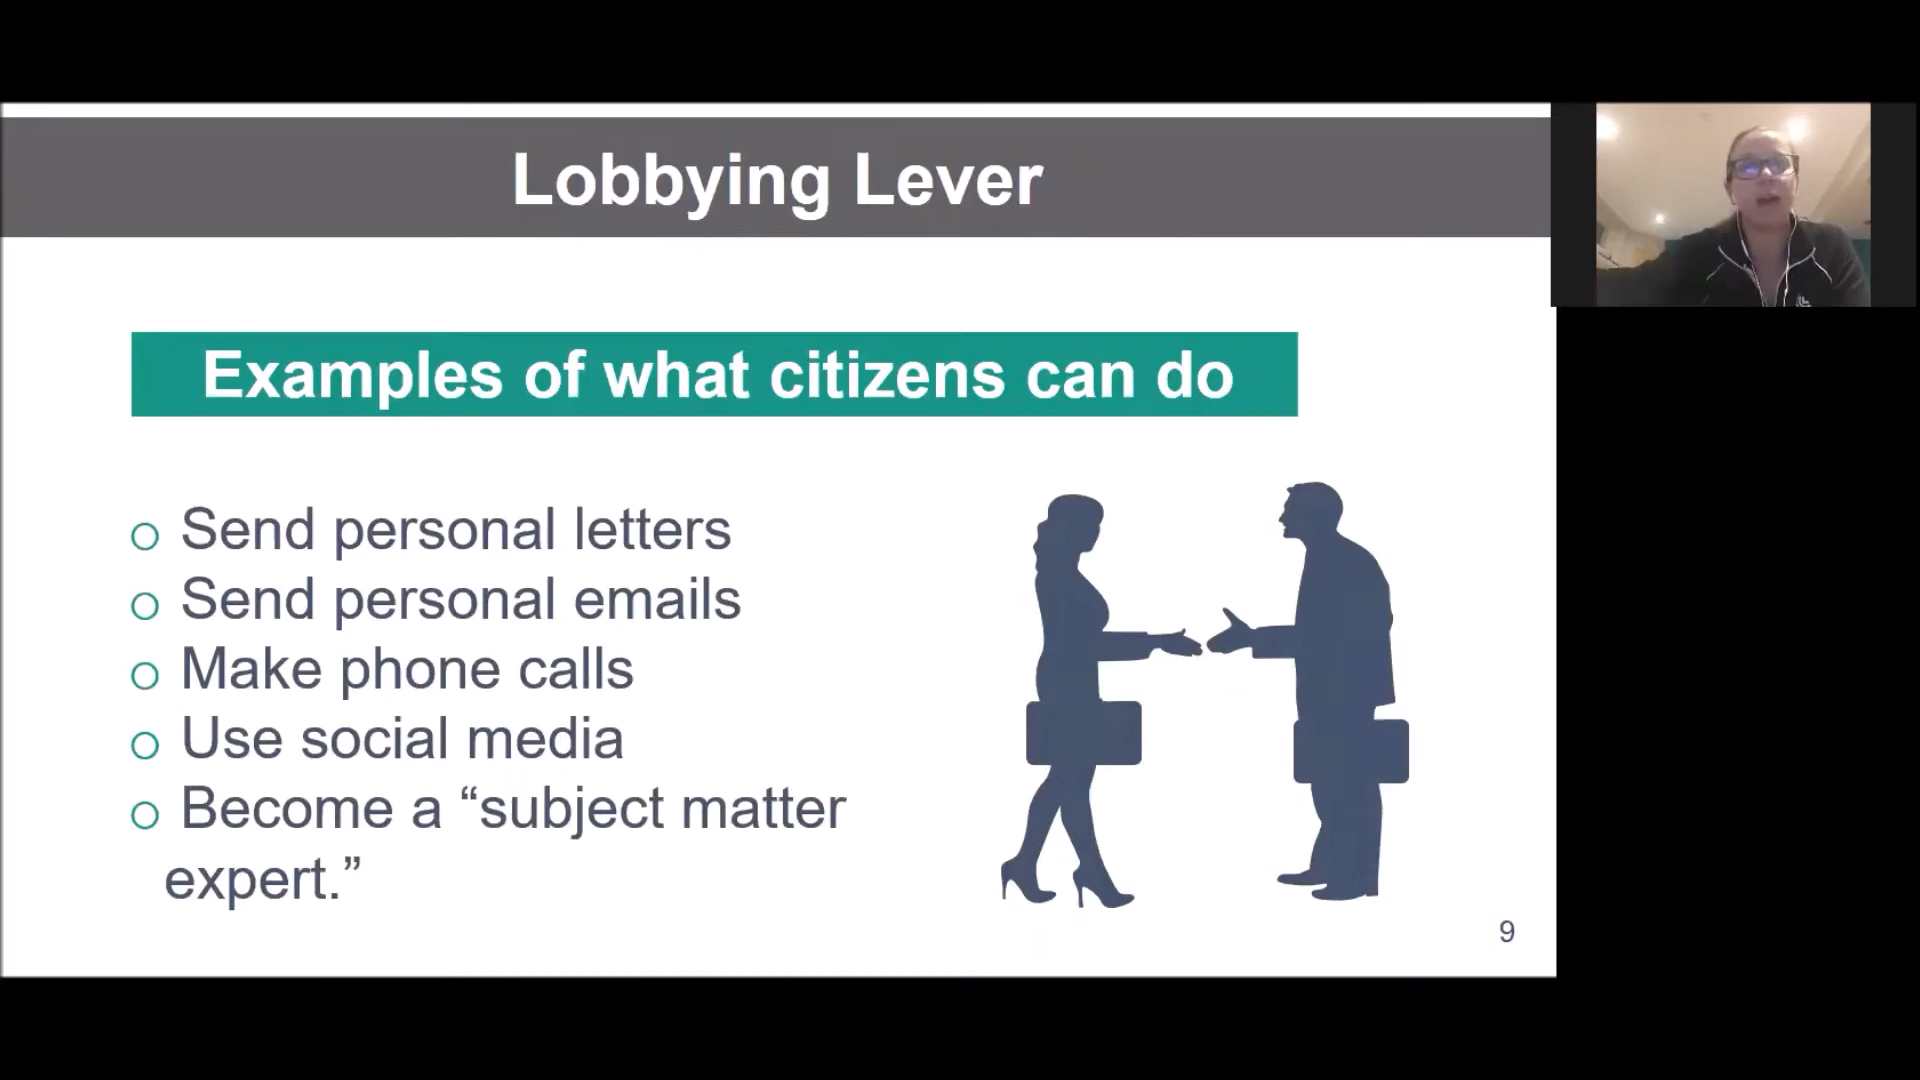 Lobbying Lever
Examples of what citizens can do
Send personal letters
Send personal emails
Make phone calls
Use social media
Become a “subject matter
expert.”
9